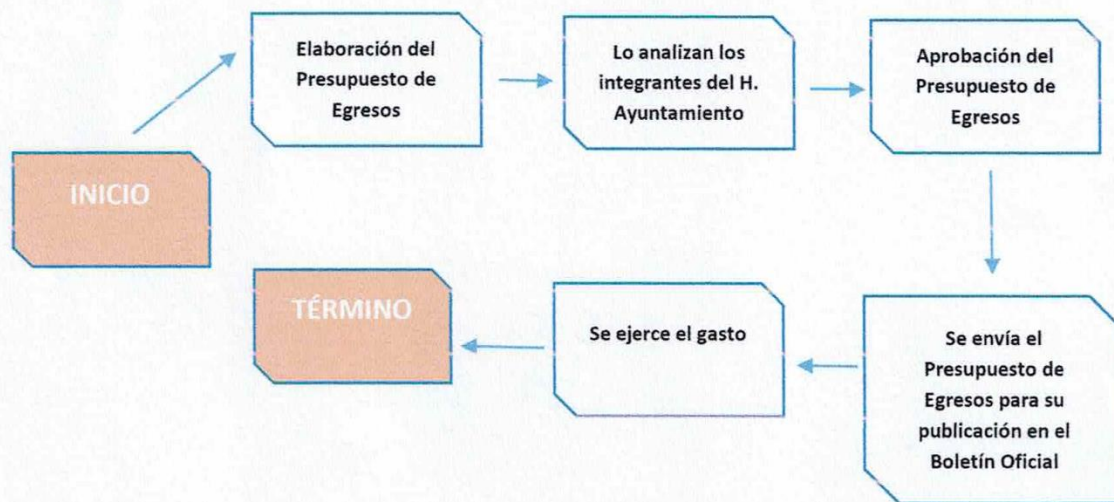 INICIO
Elaboración del
Presupuesto de
Egresos
Lo analizan los
integrantes del H.
Ayuntamiento
Aprobación del
Presupuesto de
Egresos
Se envía el
Presupuesto de
Egresos para su
publicación en el
Boletín Oficial
Se ejerce el gasto
TÉRMINO